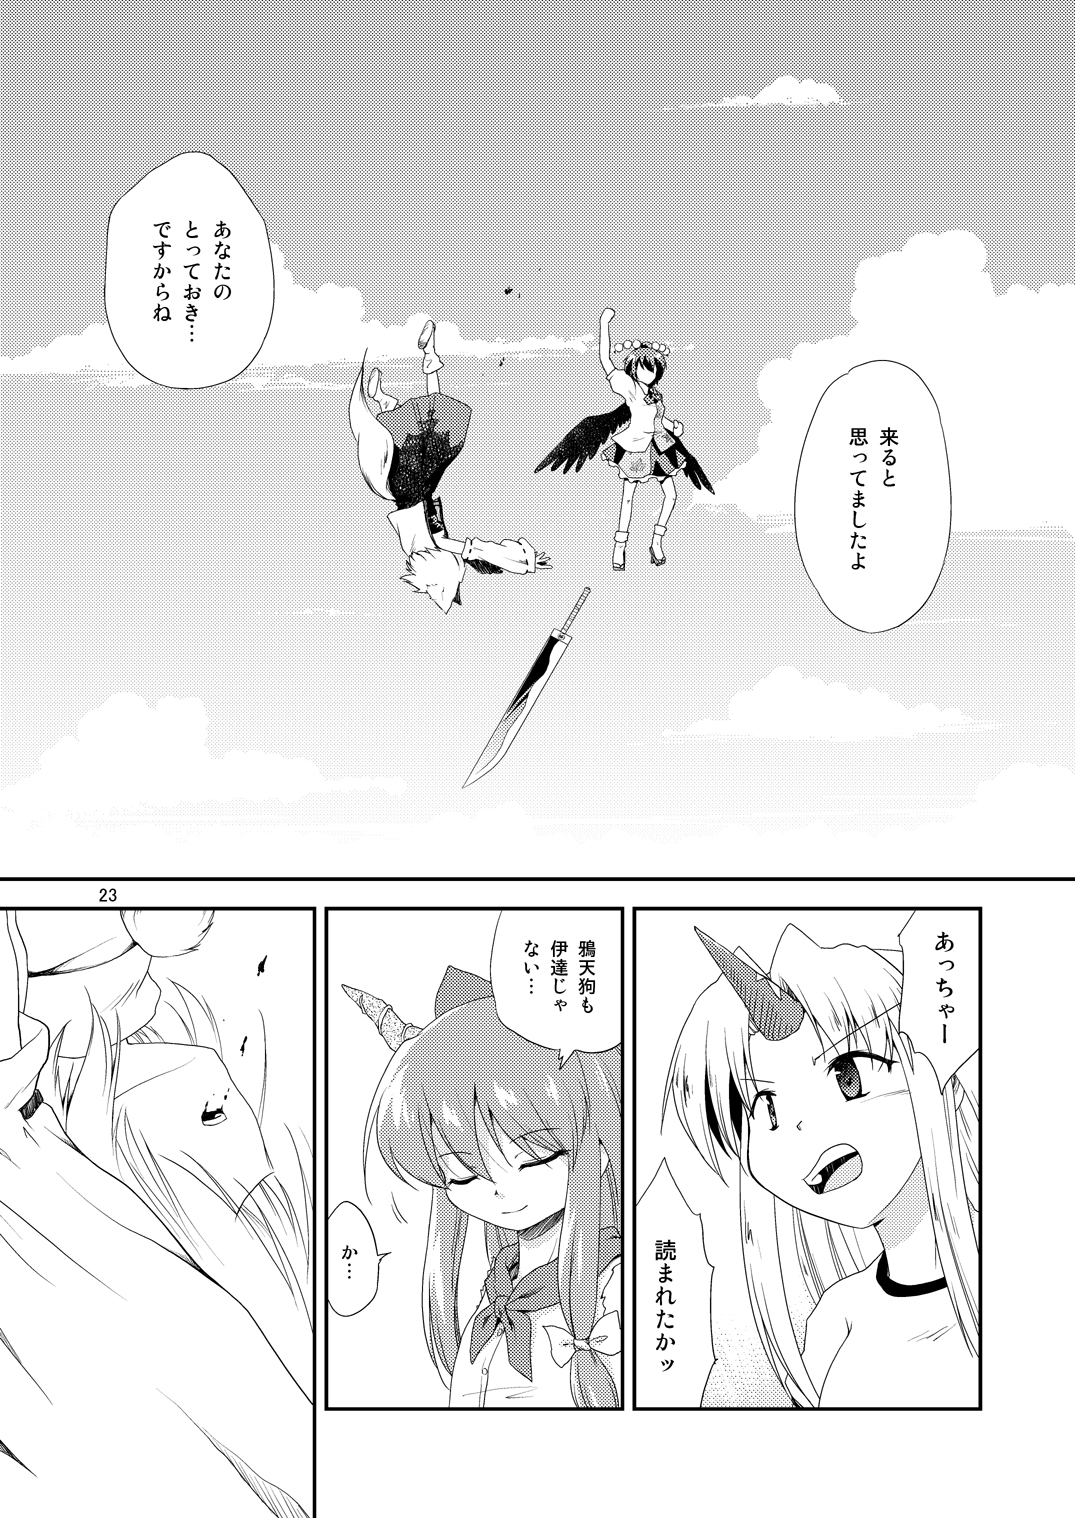 来ると
思ってましたよ
あなたの
とっておき…
ですからね
23
あっちゃー
読まれたかッ
鴉天狗も
伊達じゃ
ない…
か…